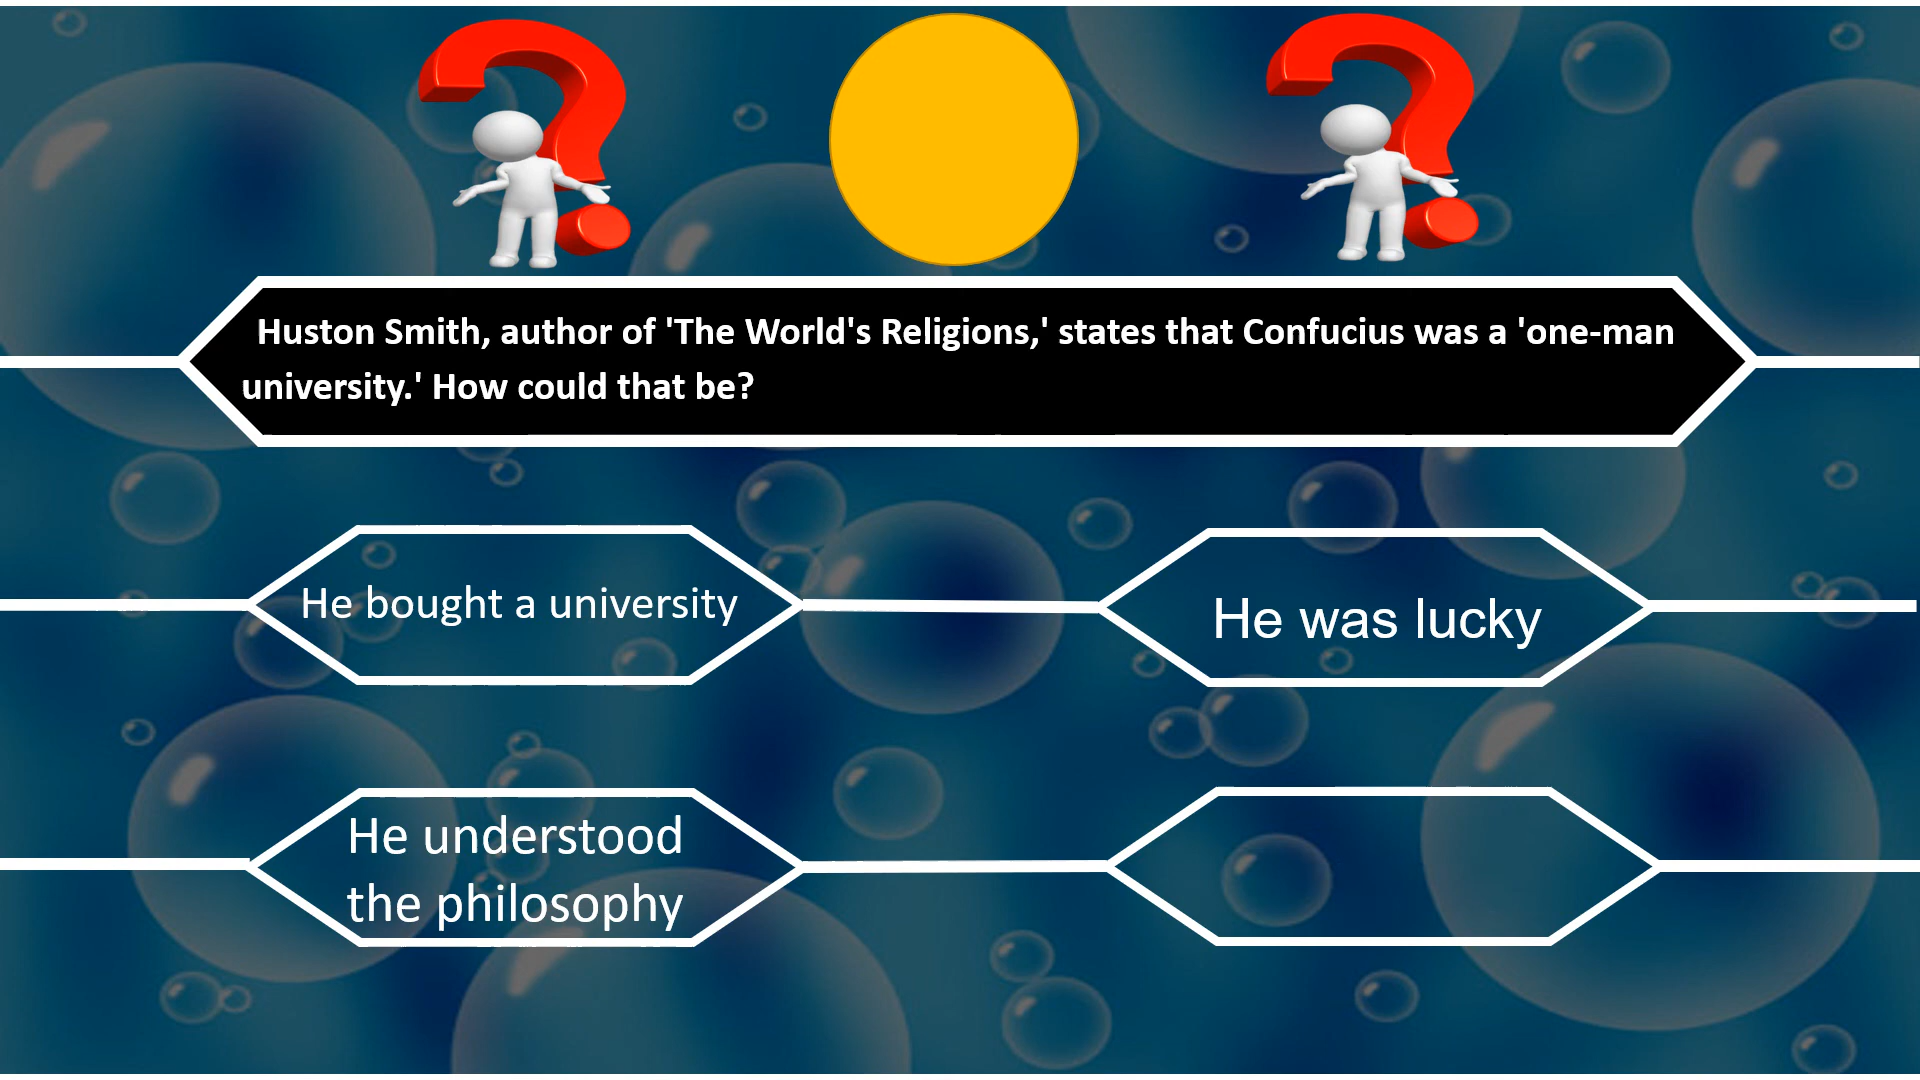 Huston Smith, author of 'The World's Religions,' states that Confucius was a 'one-man
university.' How could that be?
He bought a university
He was lucky
He understood
the philosophy